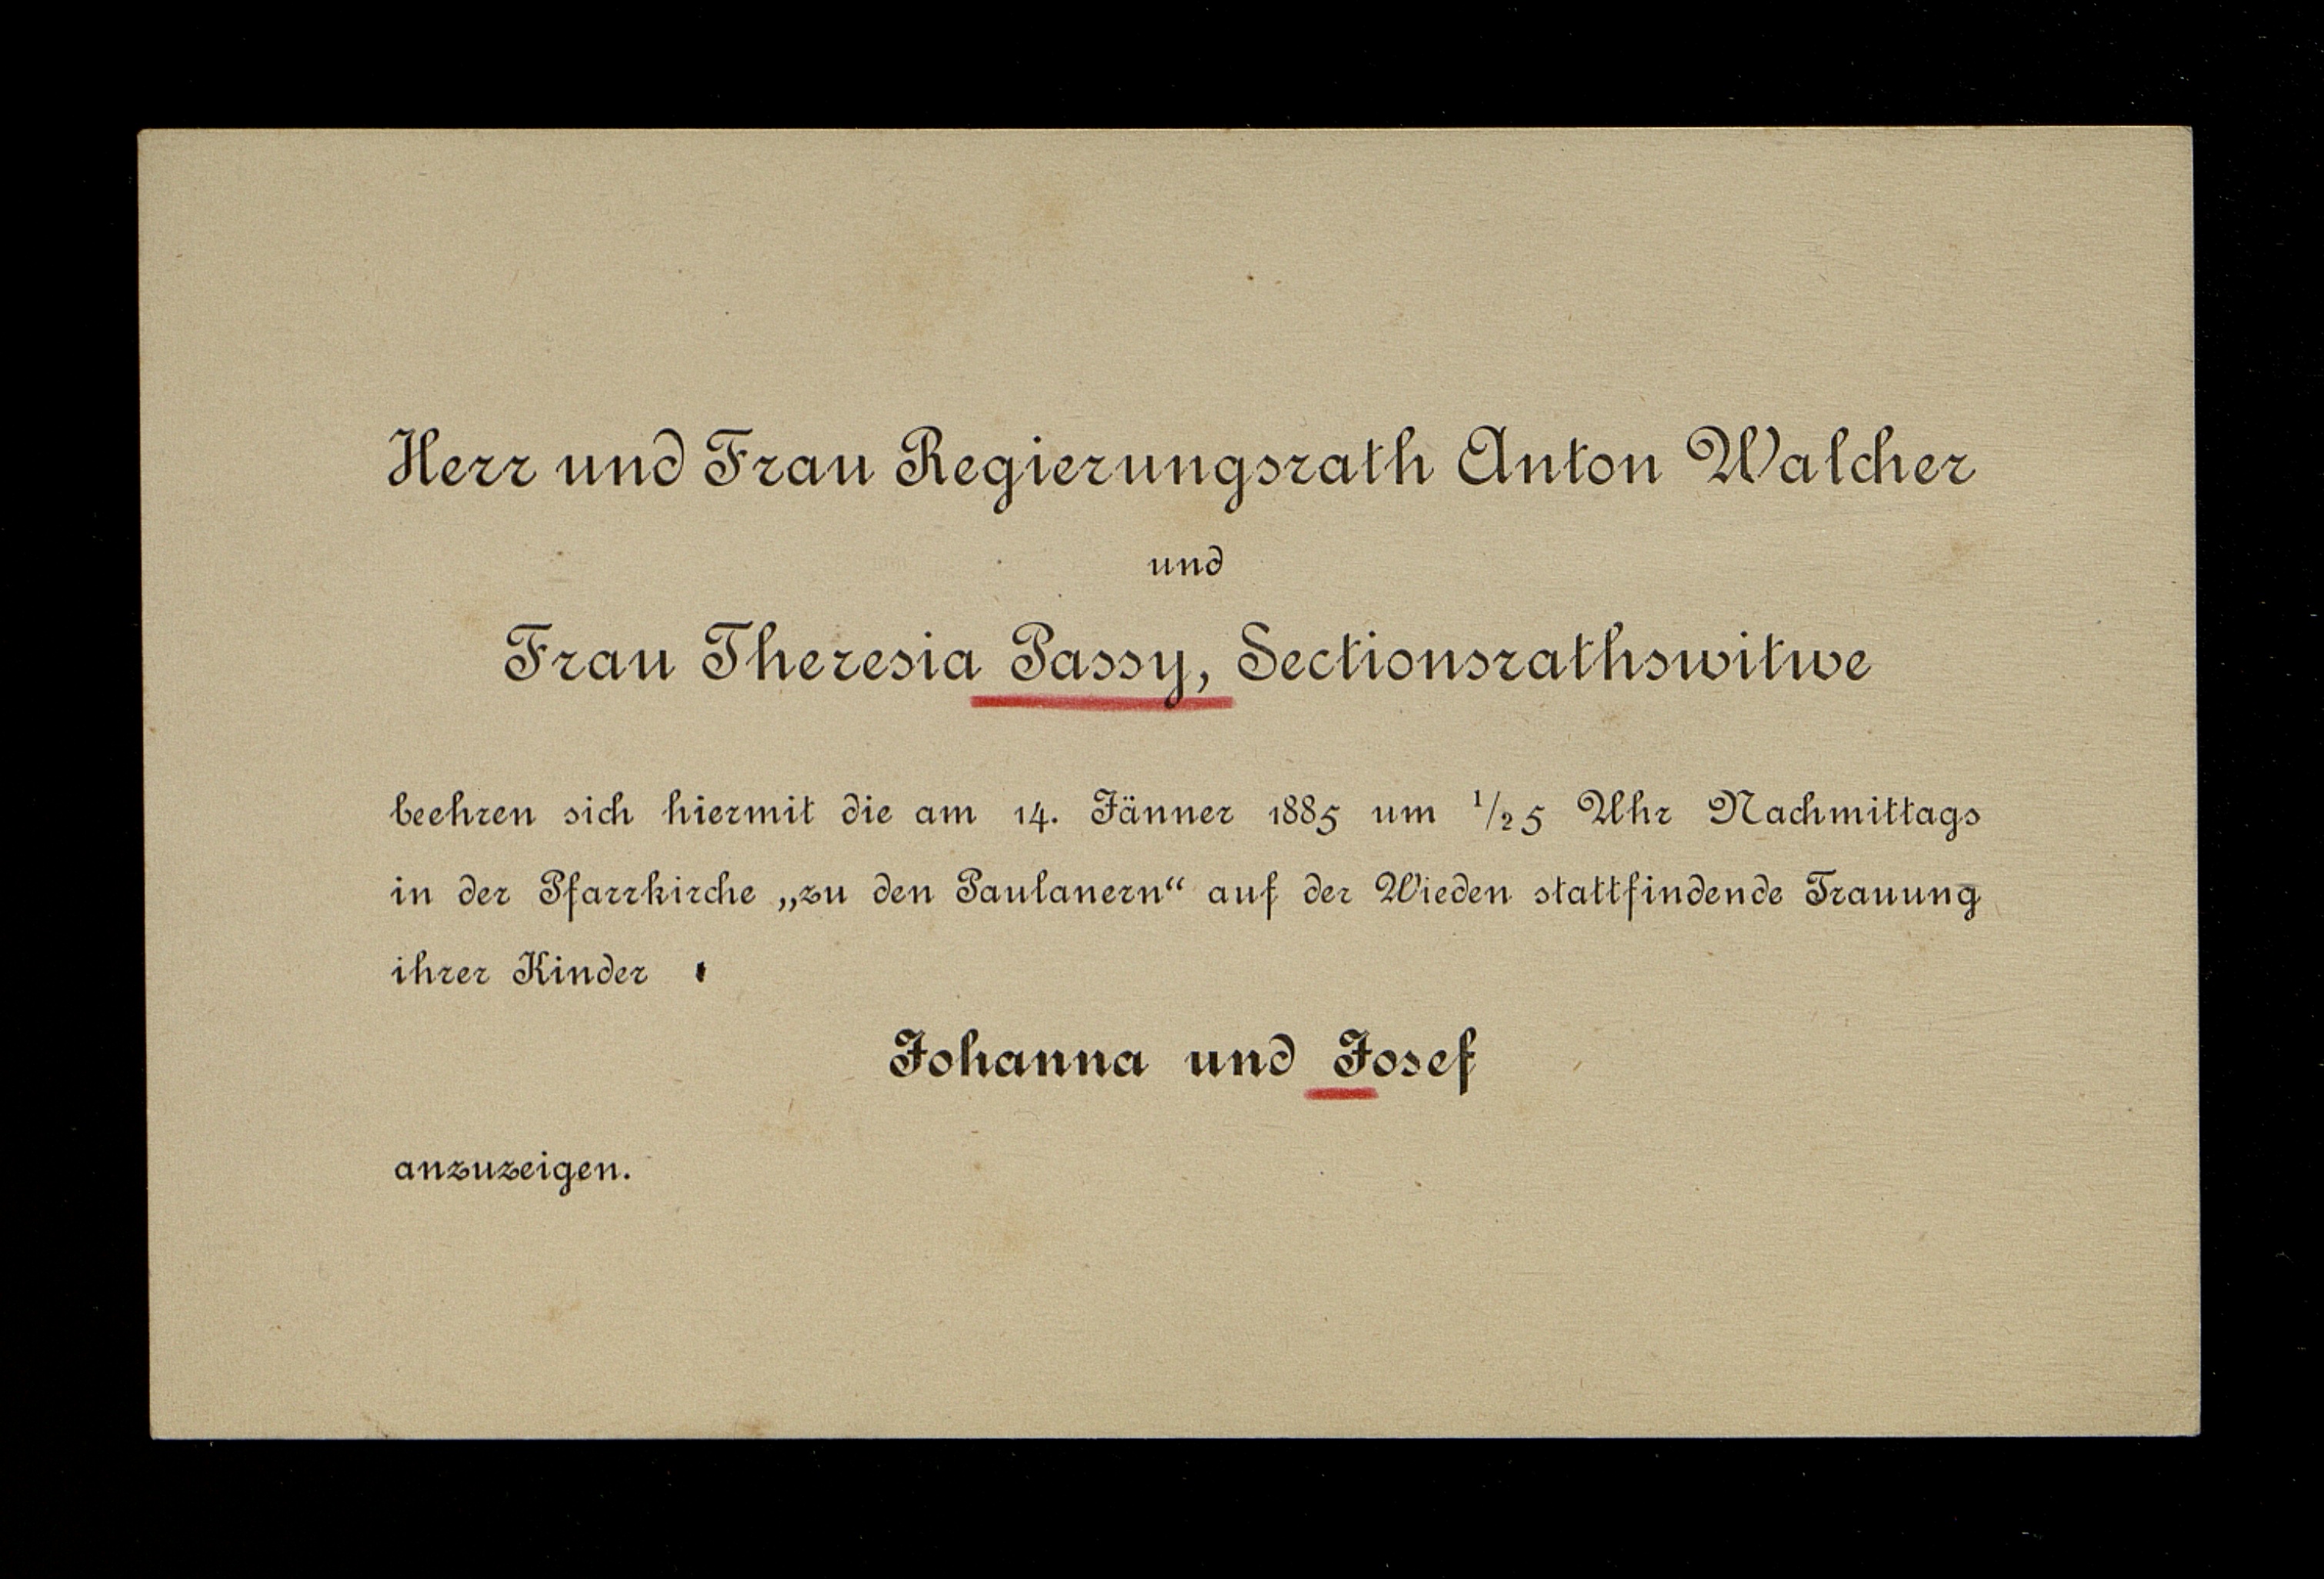 Herr und Frau Regierungsrath Anton Walcher
und
Frau Theresia Passy, Sectionsrathswitwe
beehren sich hiermit die am 14. Jänner 1885 um 1/2 5 Uhr Nachmittags
in der Pfarrkirche „zu den Paulanern“ auf der Wieden stattfindende Trauung
ihrer Kinder
Johanna und Josef
anzuzeigen.